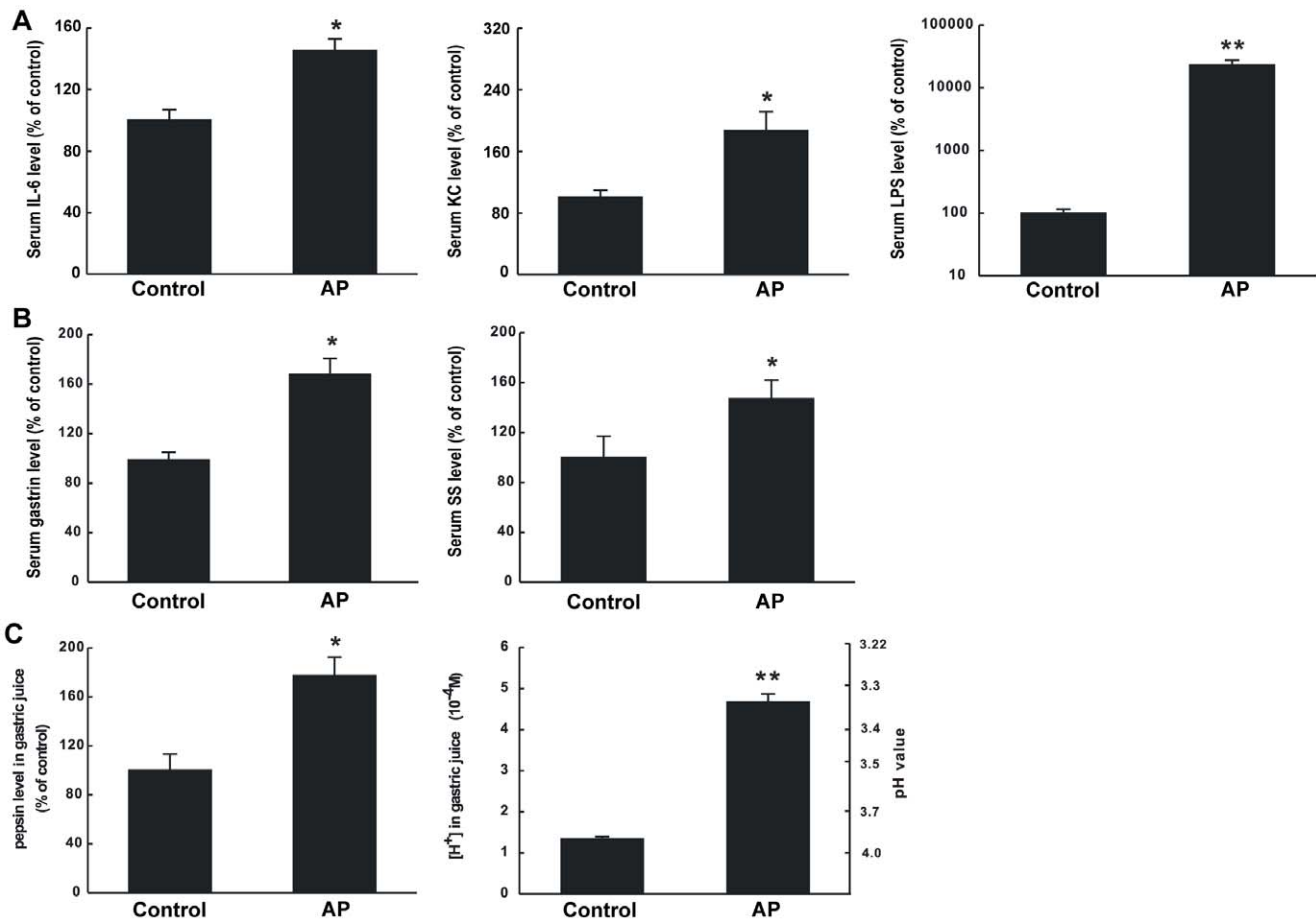 A
Serum IL-6 level (% of control)
160
120
80
40
0
*
Control AP
Serum KC level (% of control)
320
240
160
80
0
*
Control AP
Serum LPS level (% of control)
100000
10000
1000
100
10
**
Control AP
B
Serum gastrin level (% of control)
200
160
120
80
40
0
*
Control AP
Serum SS level (% of control)
200
160
120
80
40
0
*
Control AP
C
pepsin level in gastric juice
(% of control)
200
160
120
80
40
0
*
Control AP
[H⁺] in gastric juice (10⁻⁴M)
6
5
4
3
2
1
0
**
3.22
3.3
3.4
3.5
3.7
4.0
pH value
Control AP